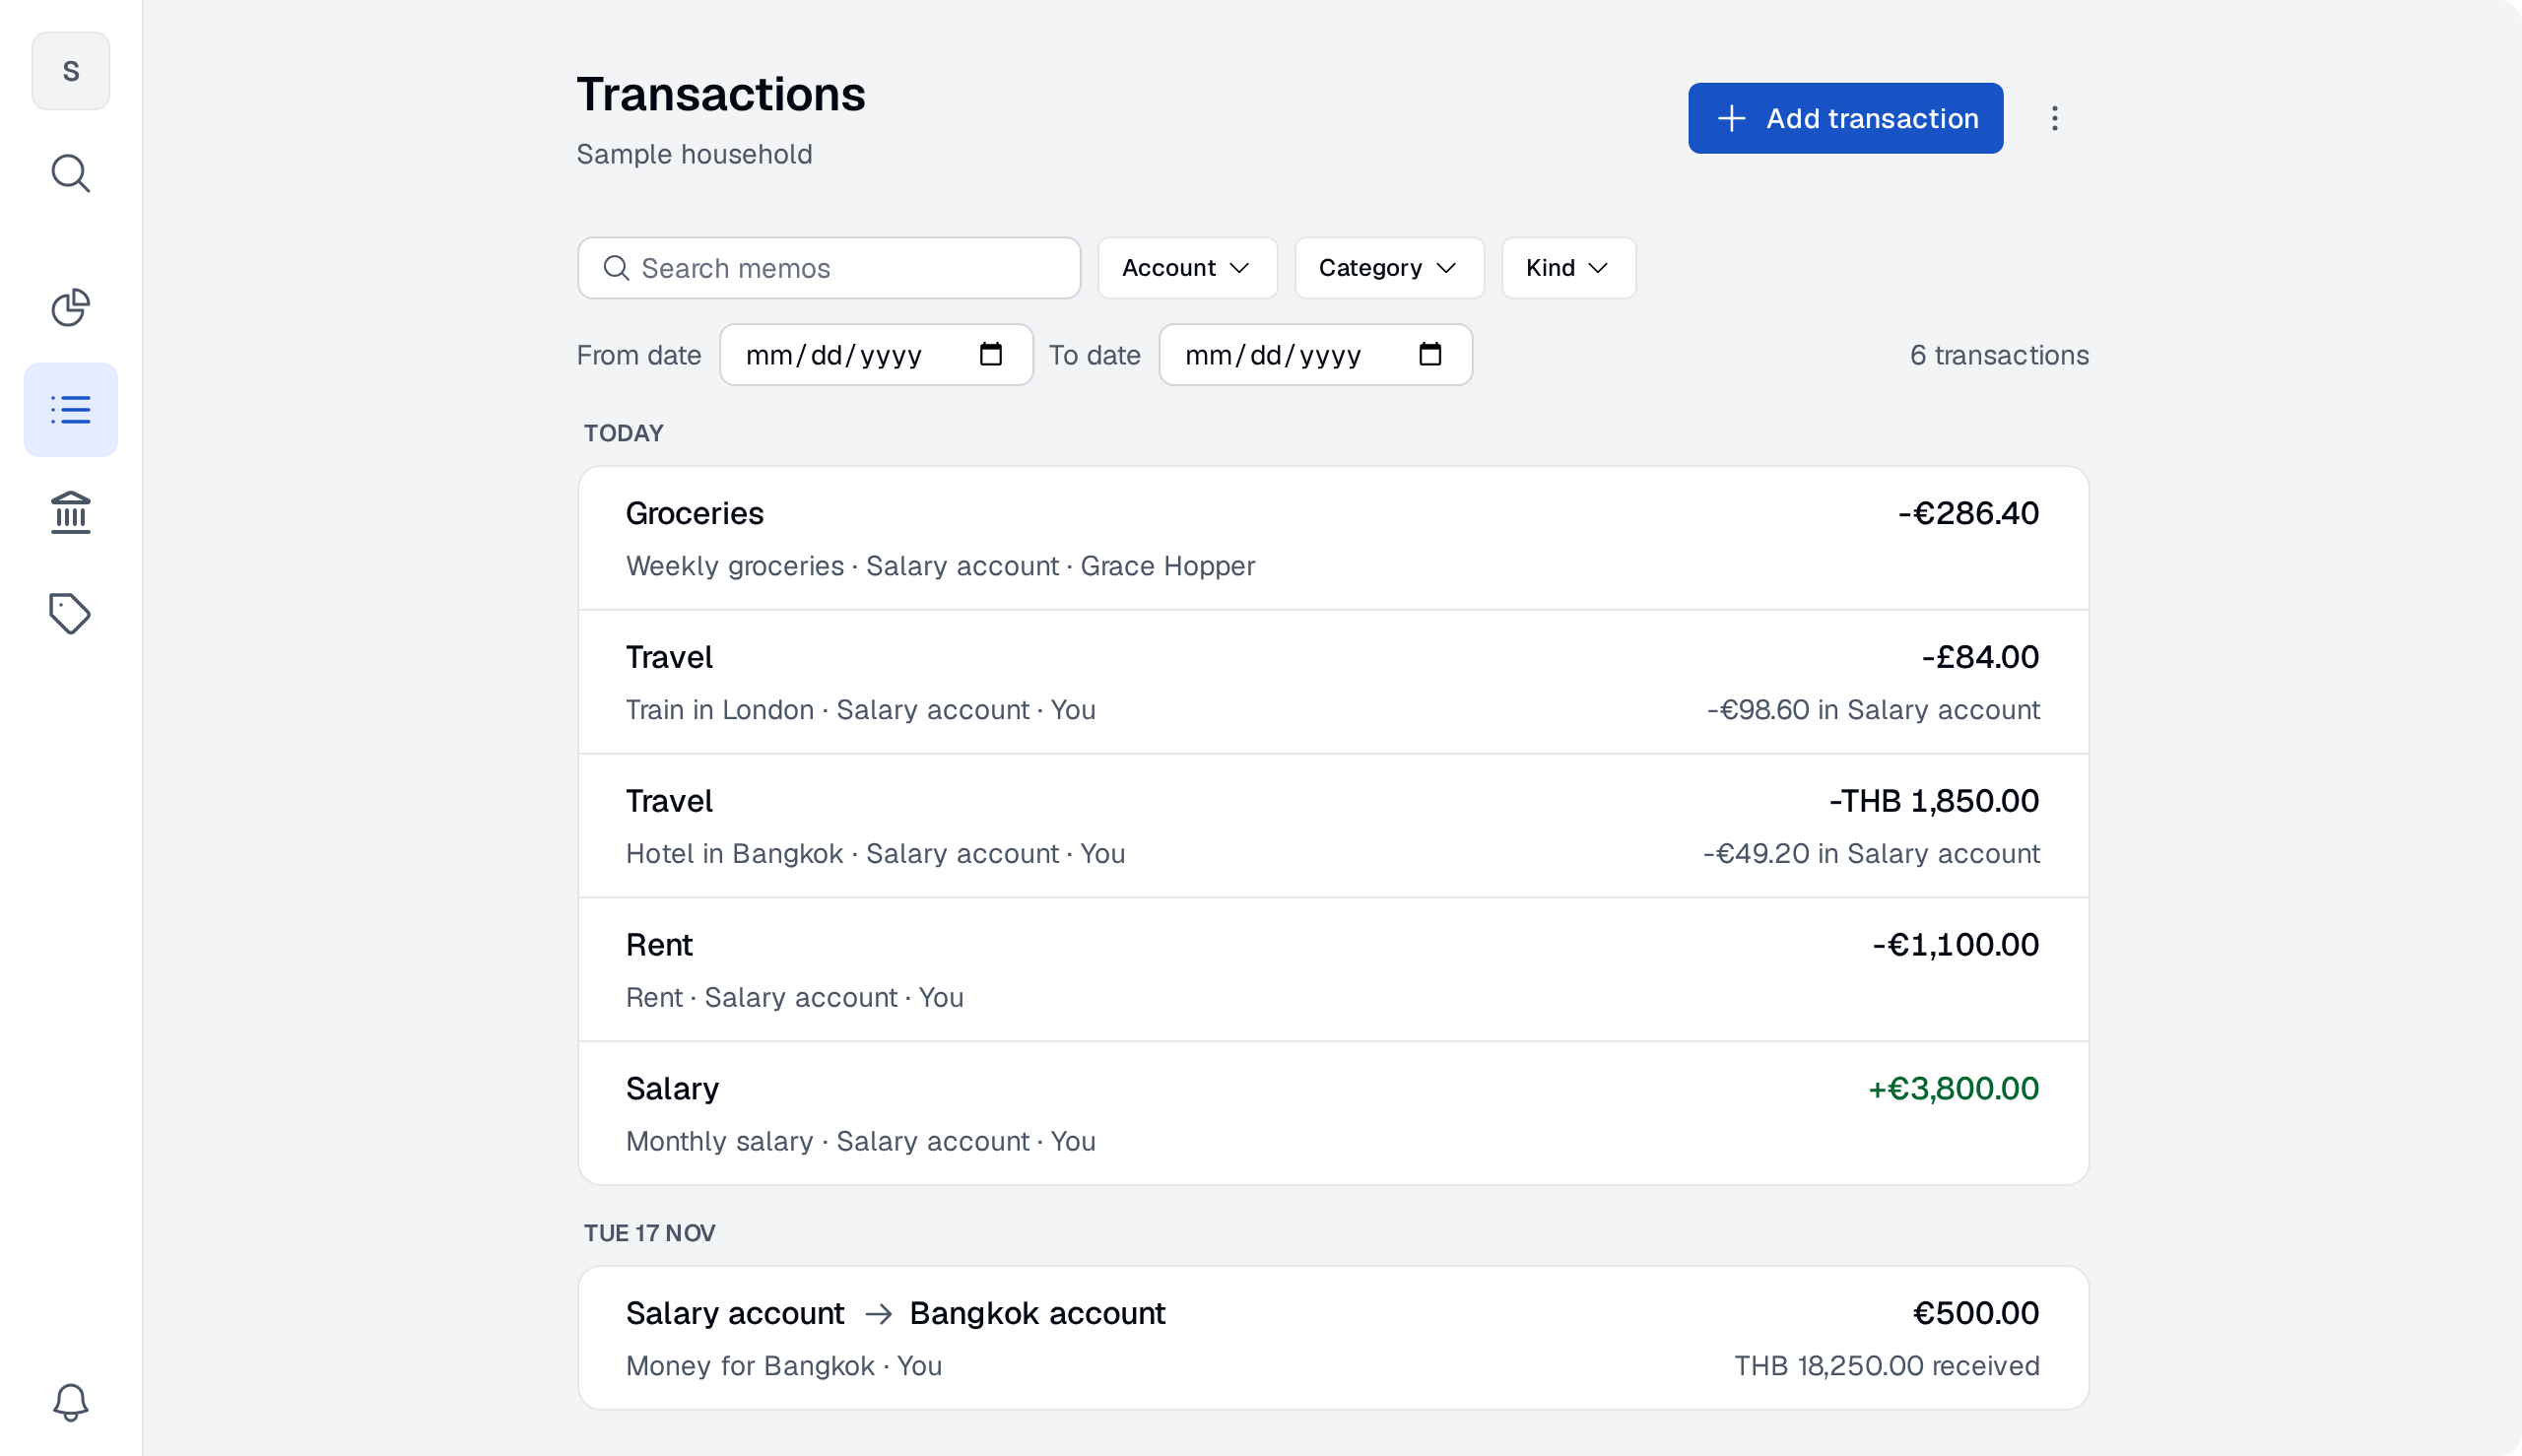 S
Transactions
Sample household
Add transaction
Search memos
Account
Category
Kind
From date
mm/dd/yyyy
To date
mm/dd/yyyy
6 transactions
TODAY
Groceries
-€286.40
Weekly groceries · Salary account · Grace Hopper
Travel
-£84.00
Train in London · Salary account · You
-€98.60 in Salary account
Travel
-THB 1,850.00
Hotel in Bangkok · Salary account · You
-€49.20 in Salary account
Rent
-€1,100.00
Rent · Salary account · You
Salary
+€3,800.00
Monthly salary · Salary account · You
TUE 17 NOV
Salary account → Bangkok account
€500.00
Money for Bangkok · You
THB 18,250.00 received